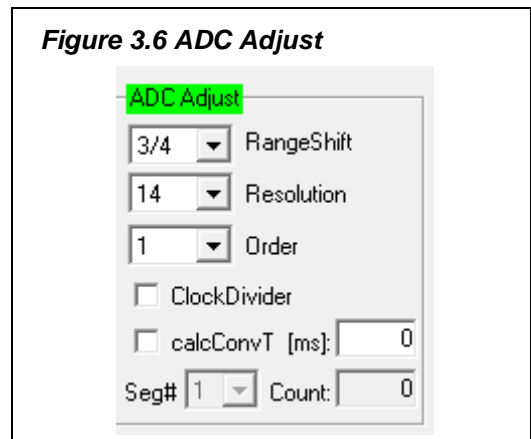 Figure 3.6 ADC Adjust
ADC Adjust
3/4 RangeShift
14 Resolution
1 Order
ClockDivider
calcConvT [ms]: 0
Seg# 1 Count: 0